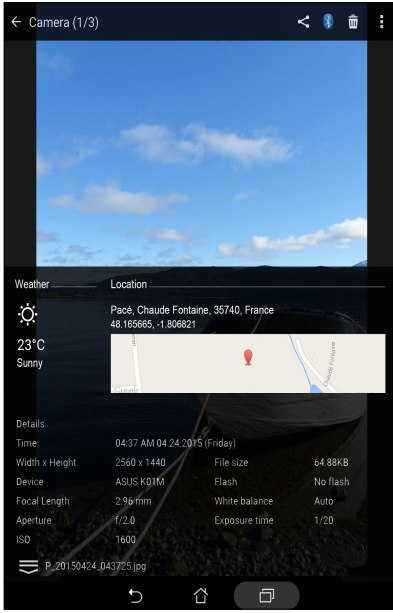 Camera (1/3)
Weather
Location
Pacé, Chaude Fontaine, 35740, France
48.165665, -1.806821
23°C
Sunny
Chaude Fontaine
Details
Time 04:37 AM 04.24.2015 (Friday)
Width x Height 2560 x 1440 File size 64.88KB
Device ASUS K01M Flash No flash
Focal Length 2.96 mm White balance Auto
Aperture f/2.0 Exposure time 1/20
ISO 1600
P_20150424_043725.jpg